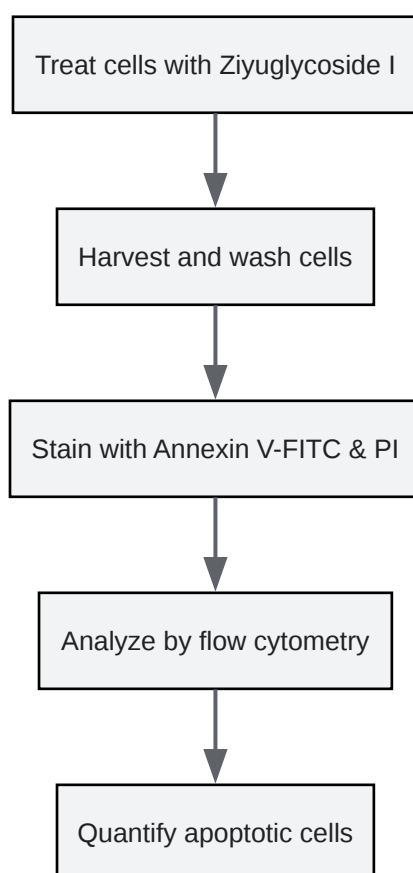 Treat cells with Ziyuglycoside I
Harvest and wash cells
Stain with Annexin V-FITC & PI
Analyze by flow cytometry
Quantify apoptotic cells